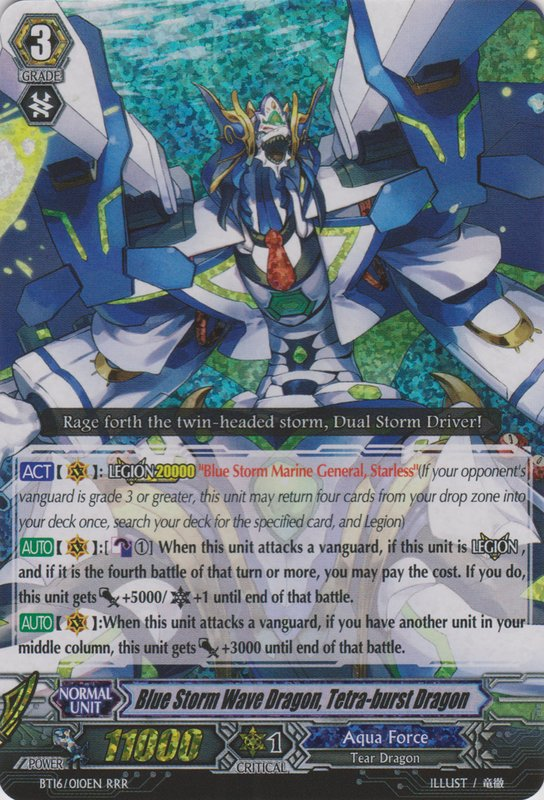 3
GRADE
Rage forth the twin-headed storm, Dual Storm Driver!
ACT【 】: LEGION 20000 "Blue Storm Marine General, Starless"(If your opponent's
vanguard is grade 3 or greater, this unit may return four cards from your drop zone into
your deck once, search your deck for the specified card, and Legion)
AUTO【 】:[ ①] When this unit attacks a vanguard, if this unit is LEGION,
and if it is the fourth battle of that turn or more, you may pay the cost. If you do,
this unit gets +5000/ +1 until end of that battle.
AUTO【 】:When this unit attacks a vanguard, if you have another unit in your
middle column, this unit gets +3000 until end of that battle.
NORMAL UNIT
Blue Storm Wave Dragon, Tetra-burst Dragon
POWER 11000
1 CRITICAL
Aqua Force
Tear Dragon
BT16/010EN RRR
ILLUST / 竜徹